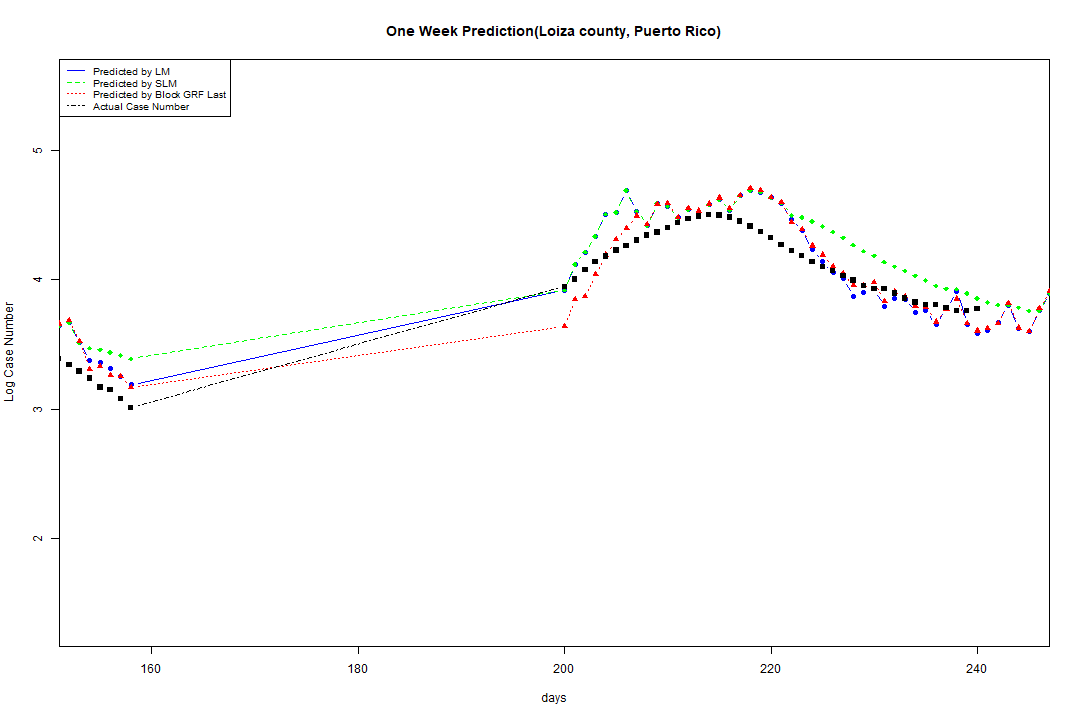 One Week Prediction(Loiza county, Puerto Rico)
Predicted by LM
Predicted by SLM
Predicted by Block GRF Last
Actual Case Number
5
4
3
2
Log Case Number
160 180 200 220 240
days